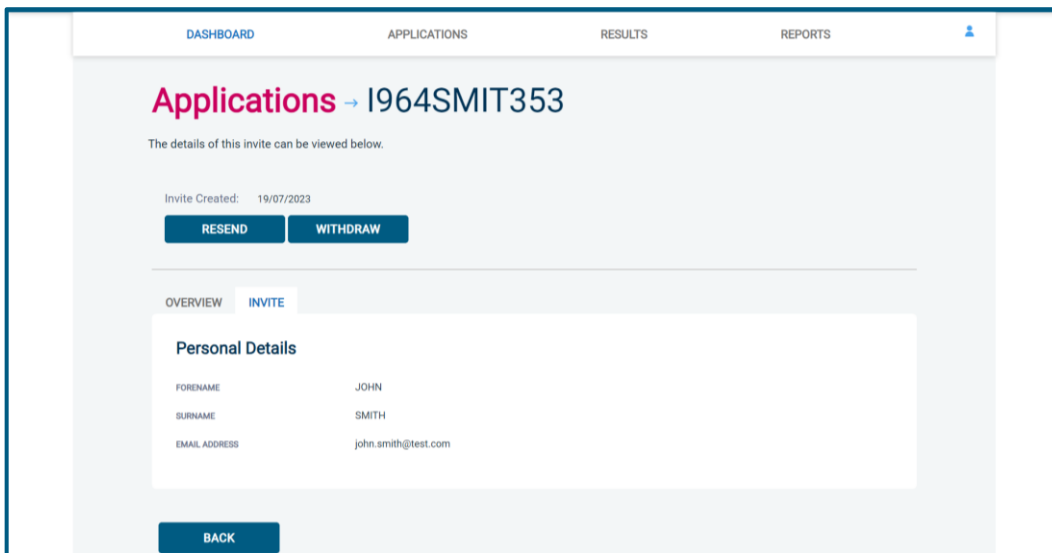 DASHBOARD APPLICATIONS RESULTS REPORTS
Applications → I964SMIT353
The details of this invite can be viewed below.
Invite Created: 19/07/2023
RESEND WITHDRAW
OVERVIEW INVITE
Personal Details
FORENAME JOHN
SURNAME SMITH
EMAIL ADDRESS john.smith@test.com
BACK